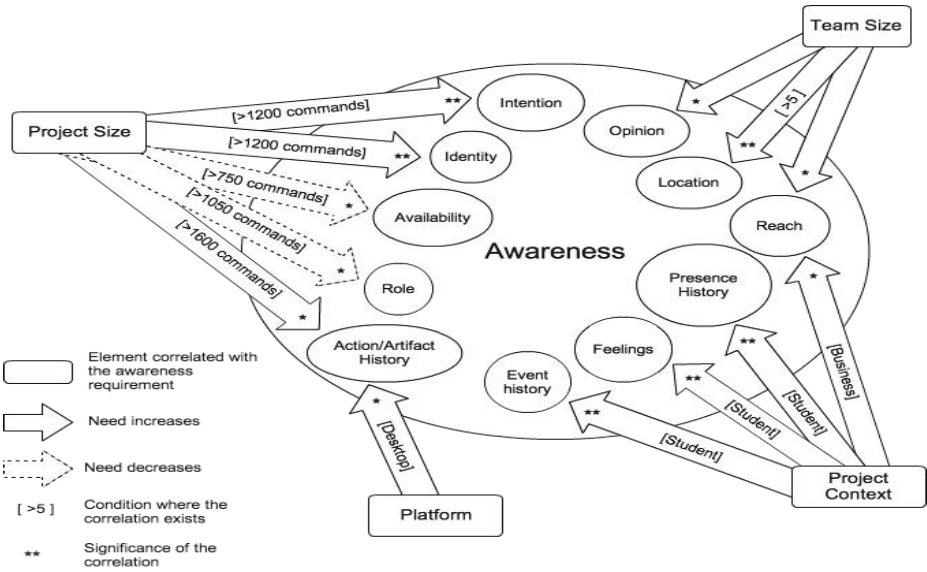 Team Size
Project Size
[>1200 commands]
**
Intention
*
[>5]
Opinion
[>1200 commands]
**
Identity
**
Location
*
[>750 commands]
*
Availability
Reach
[>1050 commands]
*
Awareness
[>1600 commands]
*
Role
Presence
History
*
Action/Artifact
History
Feelings
**
Event
history
**
**
[Business]
[Student]
[Student]
[Student]
*
[Desktop]
Platform
Project
Context
Element correlated with
the awareness
requirement
Need increases
Need decreases
[ >5 ]
Condition where the
correlation exists
**
Significance of the
correlation